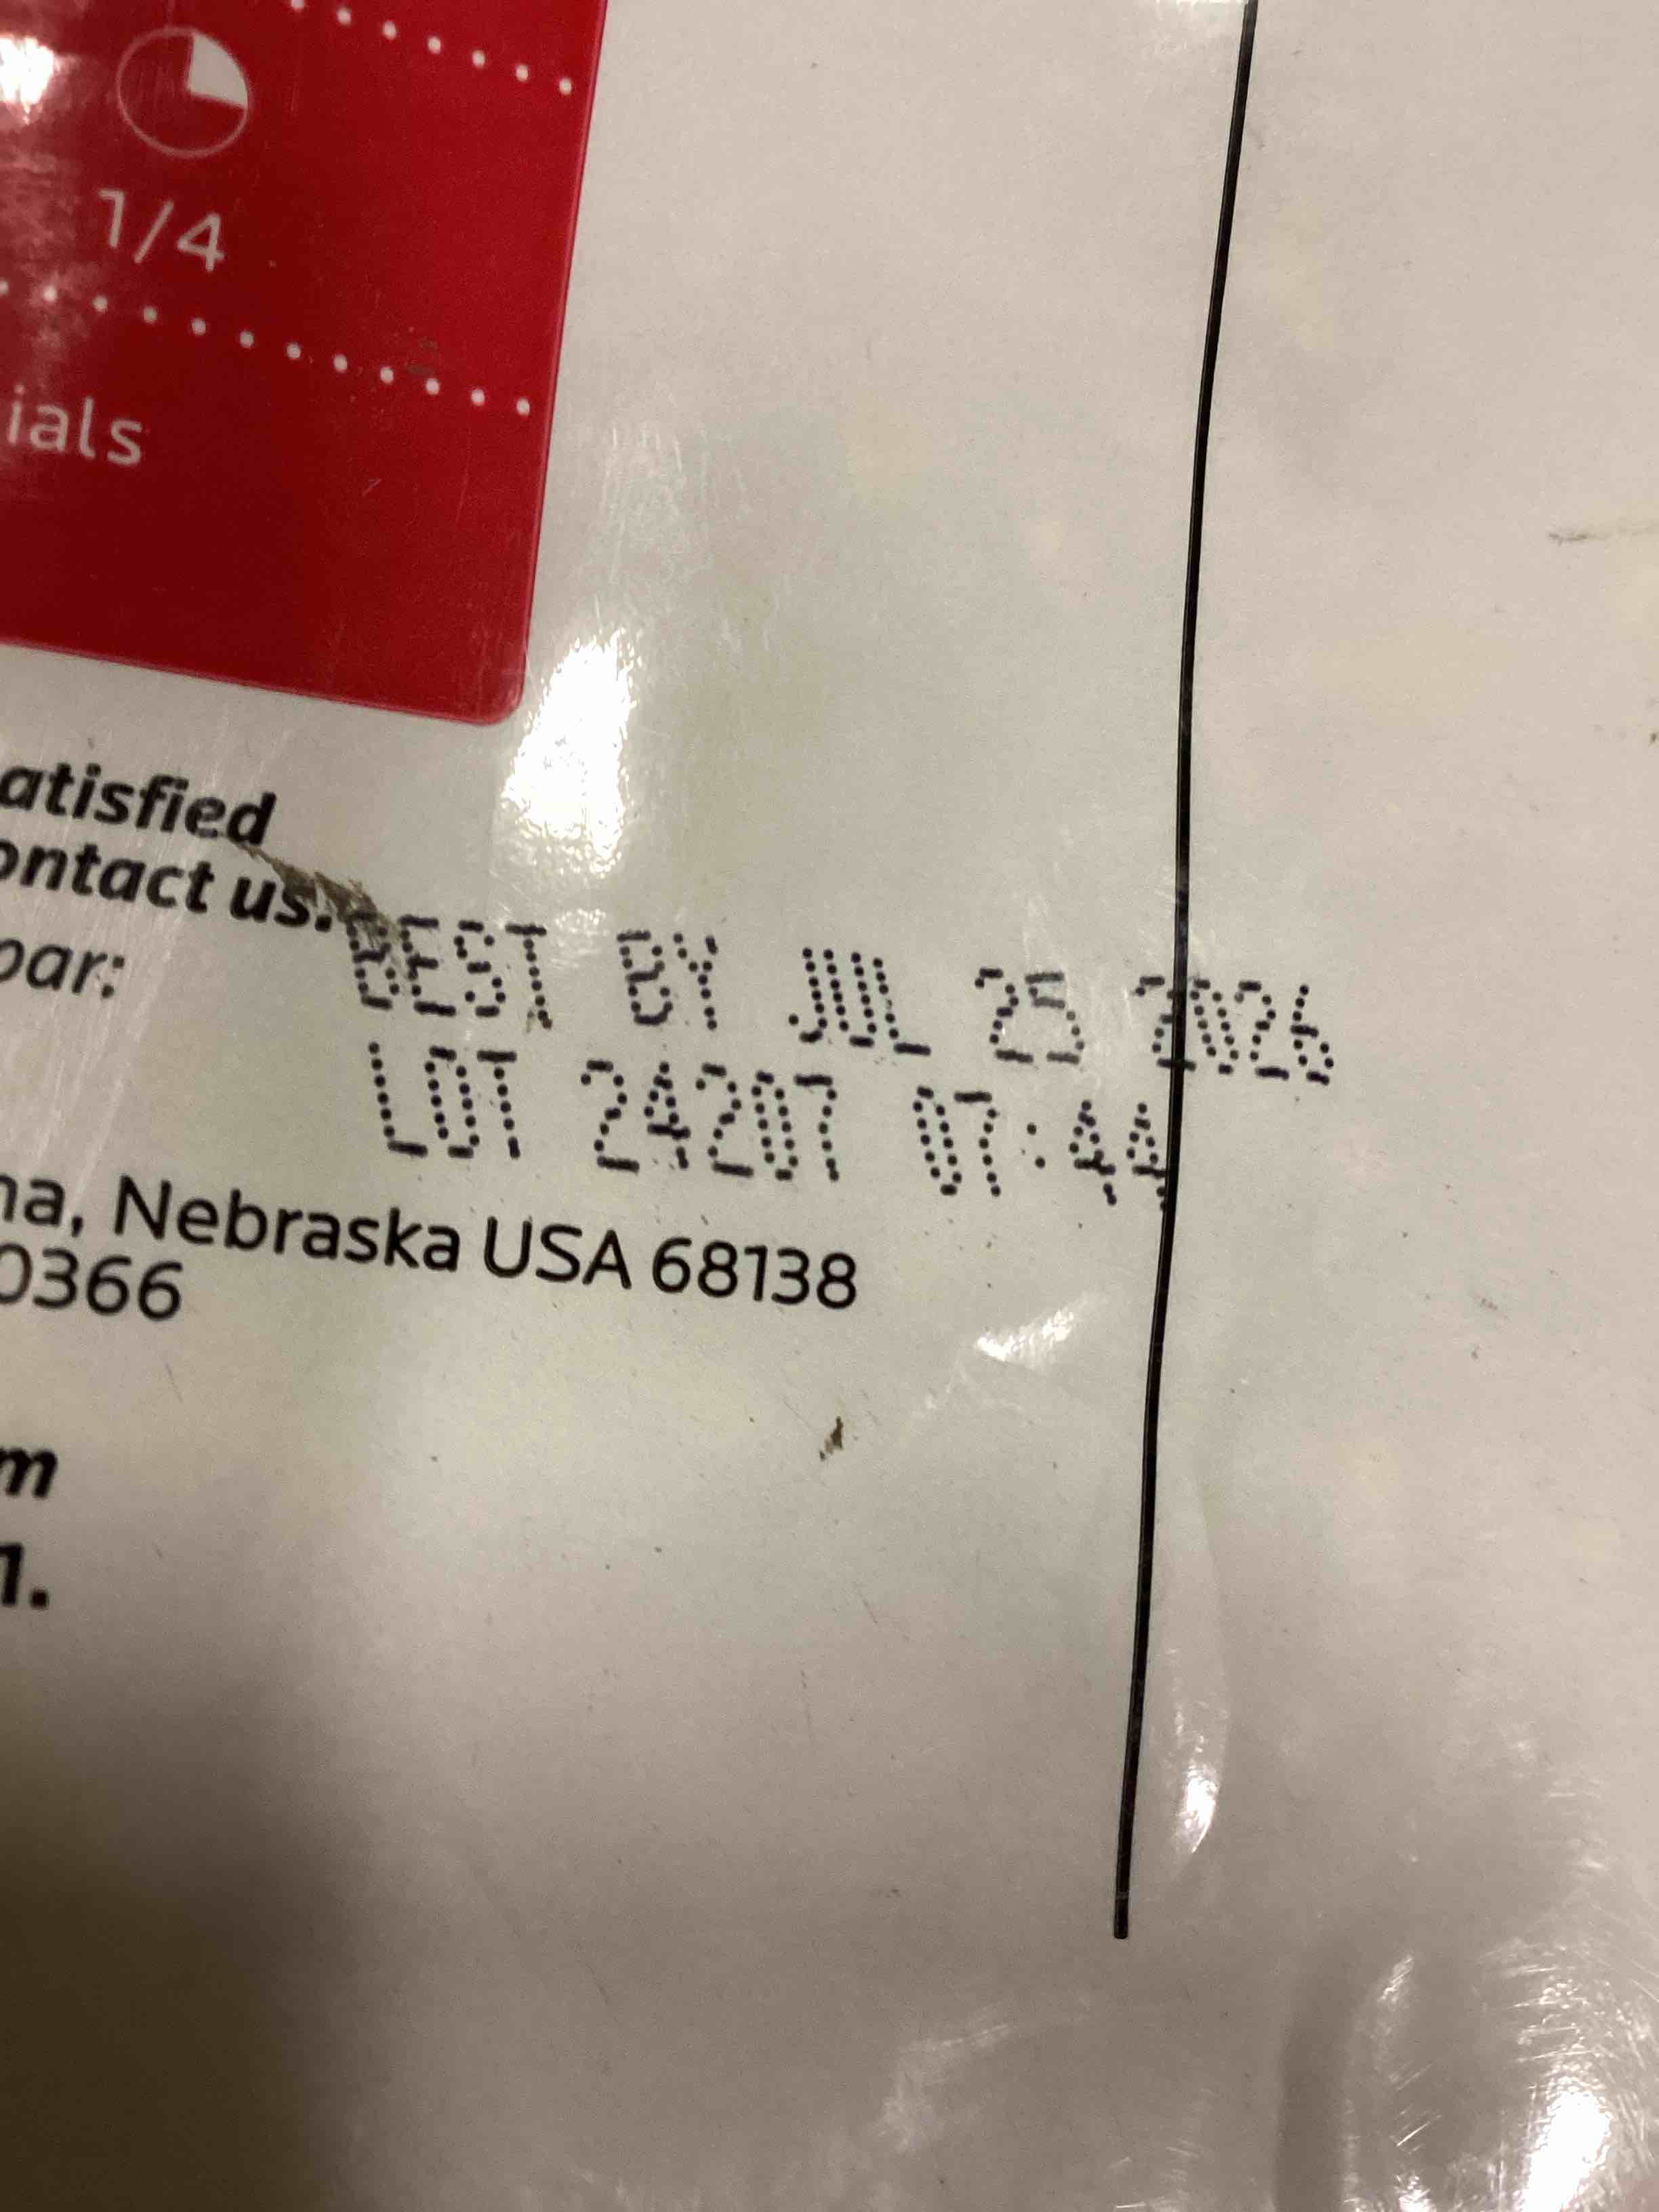 1/4
ials
atisfied
ontact us.
par:
BEST BY JUL 25 2026
LOT 24207 07:44
na, Nebraska USA 68138
0366
m
1.